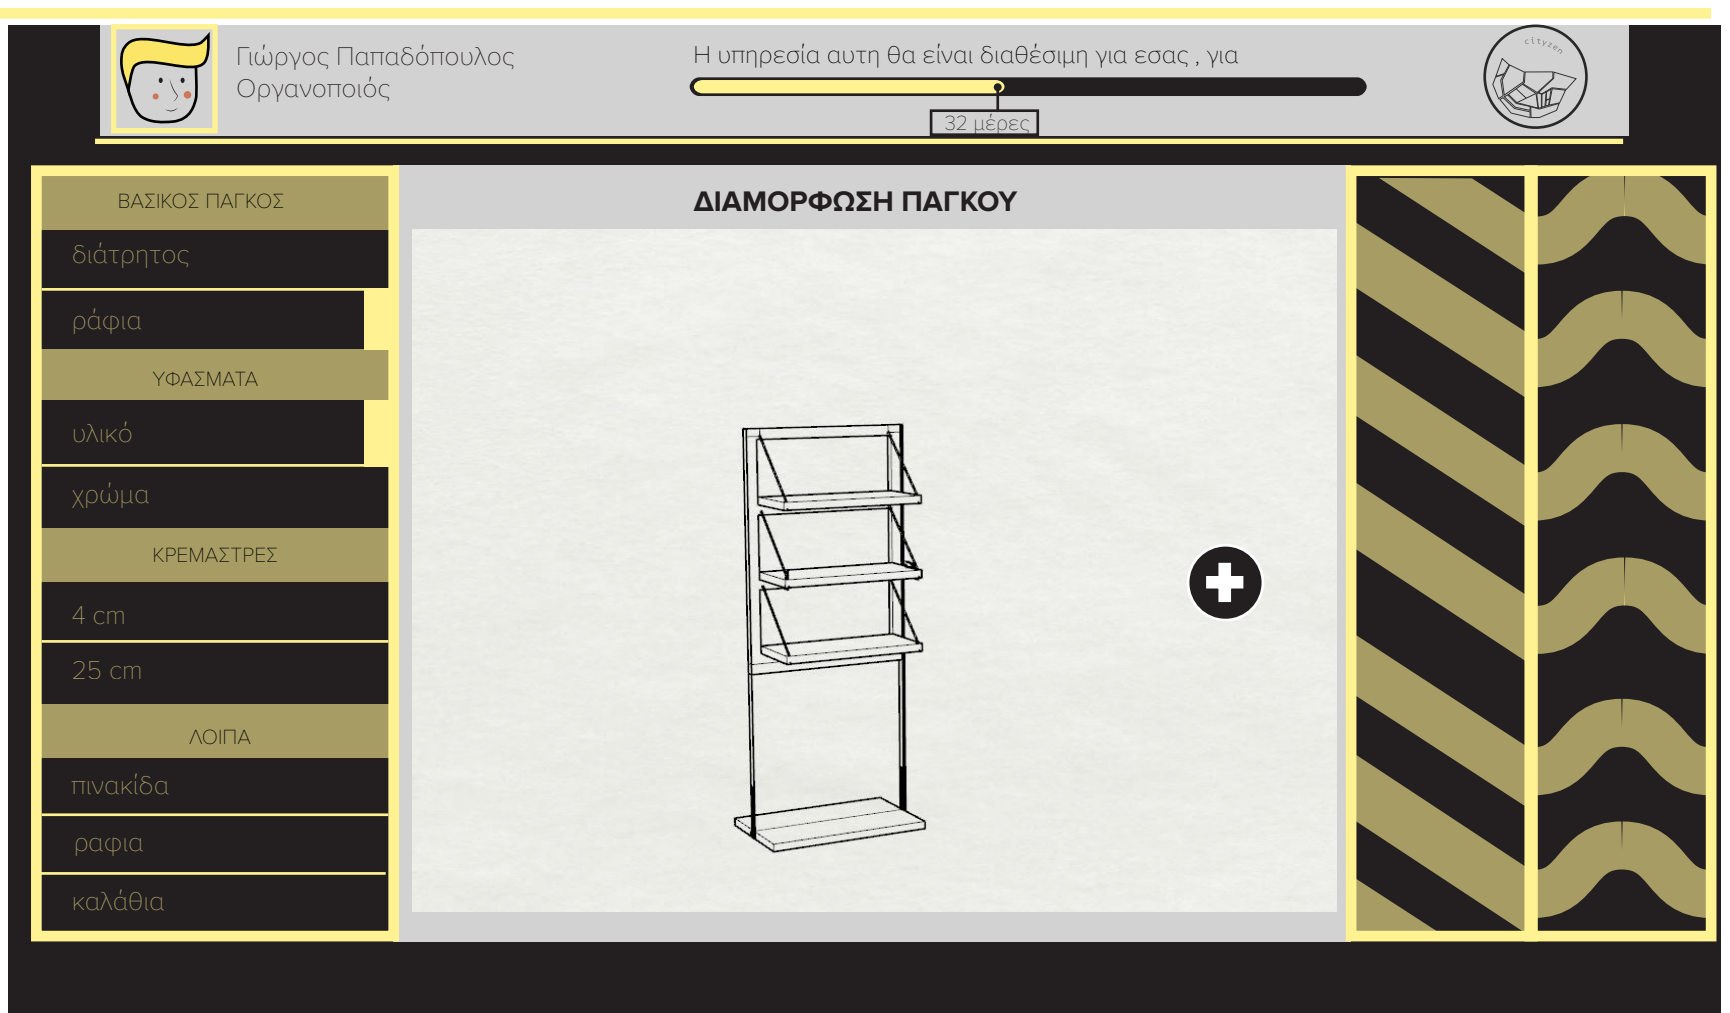 Γιώργος Παπαδόπουλος
Οργανοποιός
Η υπηρεσία αυτη θα είναι διαθέσιμη για εσας , για
32 μέρες
cityzen
ΒΑΣΙΚΟΣ ΠΑΓΚΟΣ
διάτρητος
ράφια
ΥΦΑΣΜΑΤΑ
υλικό
χρώμα
ΚΡΕΜΑΣΤΡΕΣ
4 cm
25 cm
ΛΟΙΠΑ
πινακίδα
ραφια
καλάθια
ΔΙΑΜΟΡΦΩΣΗ ΠΑΓΚΟΥ